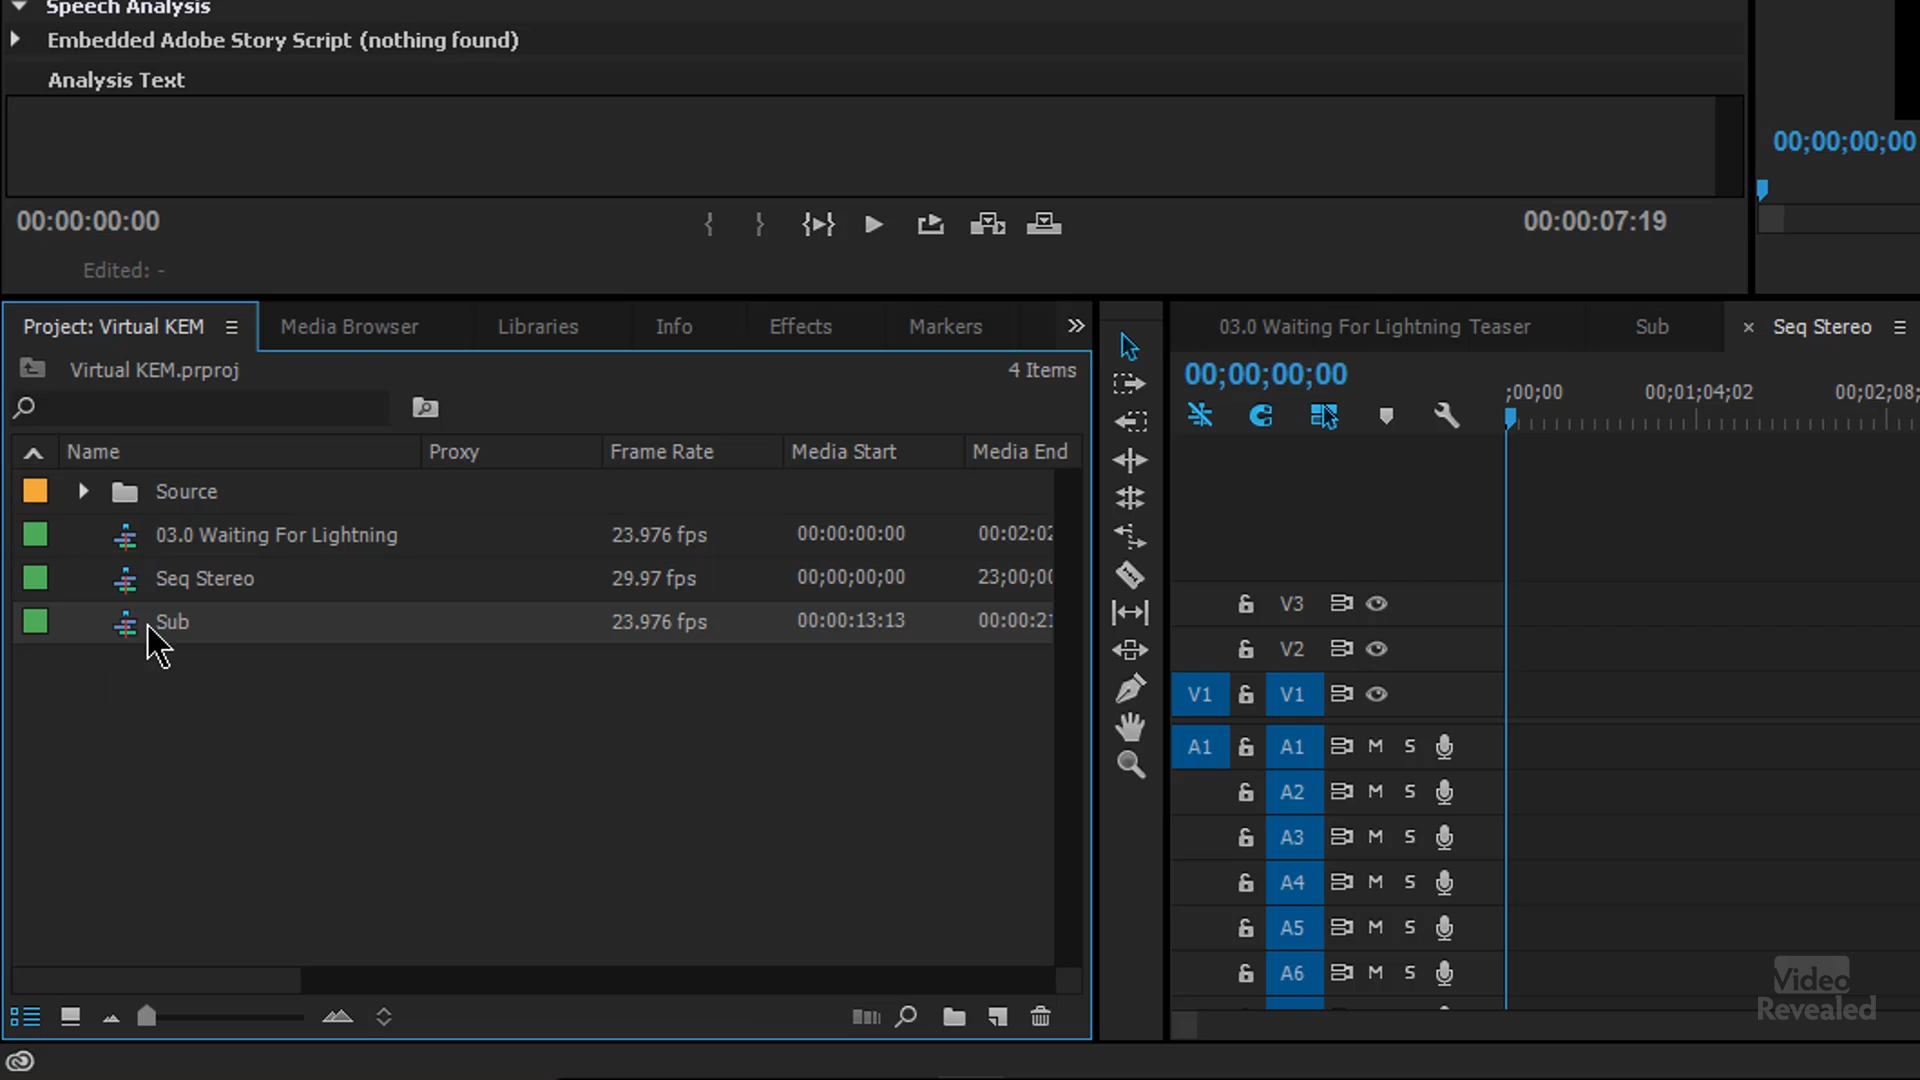 Speech Analysis
Embedded Adobe Story Script (nothing found)
Analysis Text
00;00;00;00
00:00:00:00
00:00:07:19
Edited: -
Project: Virtual KEM
Media Browser
Libraries
Info
Effects
Markers
03.0 Waiting For Lightning Teaser
Sub
Seq Stereo
Virtual KEM.prproj
4 Items
00;00;00;00
;00;00
00;01;04;02
00;02;08;
Name
Proxy
Frame Rate
Media Start
Media End
Source
03.0 Waiting For Lightning
23.976 fps
00:00:00:00
00:02:02
Seq Stereo
29.97 fps
00;00;00;00
23;00;00
Sub
23.976 fps
00:00:13:13
00:00:21
V3
V2
V1
V1
A1
A1
M
S
A2
M
S
A3
M
S
A4
M
S
A5
M
S
A6
M
S
Video
Revealed